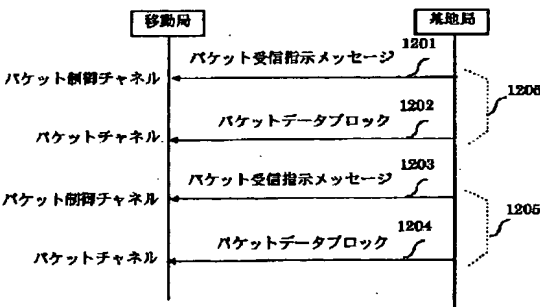 移動局 基地局
パケット受信指示メッセージ 1201
パケット制御チャネル
1206
パケットデータブロック 1202
パケットチャネル
パケット受信指示メッセージ 1203
パケット制御チャネル
1205
パケットデータブロック 1204
パケットチャネル